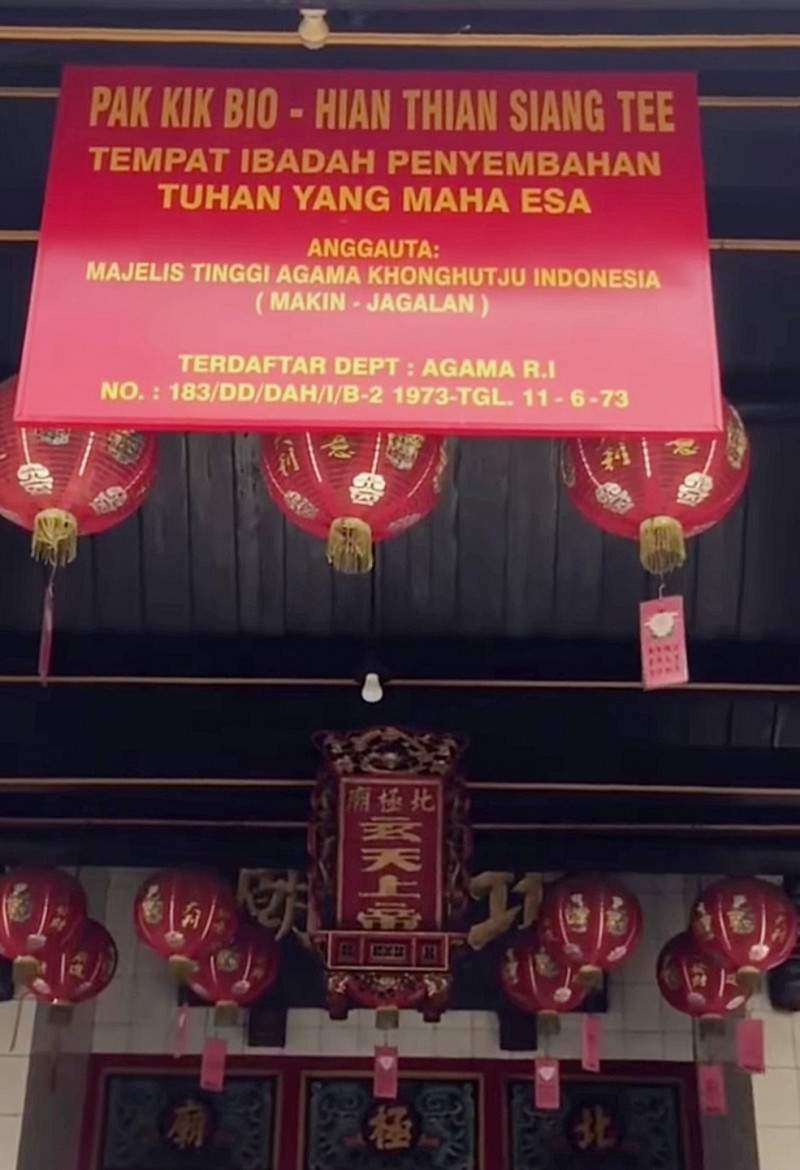 PAK KIK BIO - HIAN THIAN SIANG TEE
TEMPAT IBADAH PENYEMBAHAN
TUHAN YANG MAHA ESA
ANGGAUTA:
MAJELIS TINGGI AGAMA KHONGHUTJU INDONESIA
( MAKIN - JAGALAN )
TERDAFTAR DEPT : AGAMA R.I
NO. : 183/DD/DAH/I/B-2 1973-TGL. 11 - 6 -73
北極廟
玄天上帝
北極廟